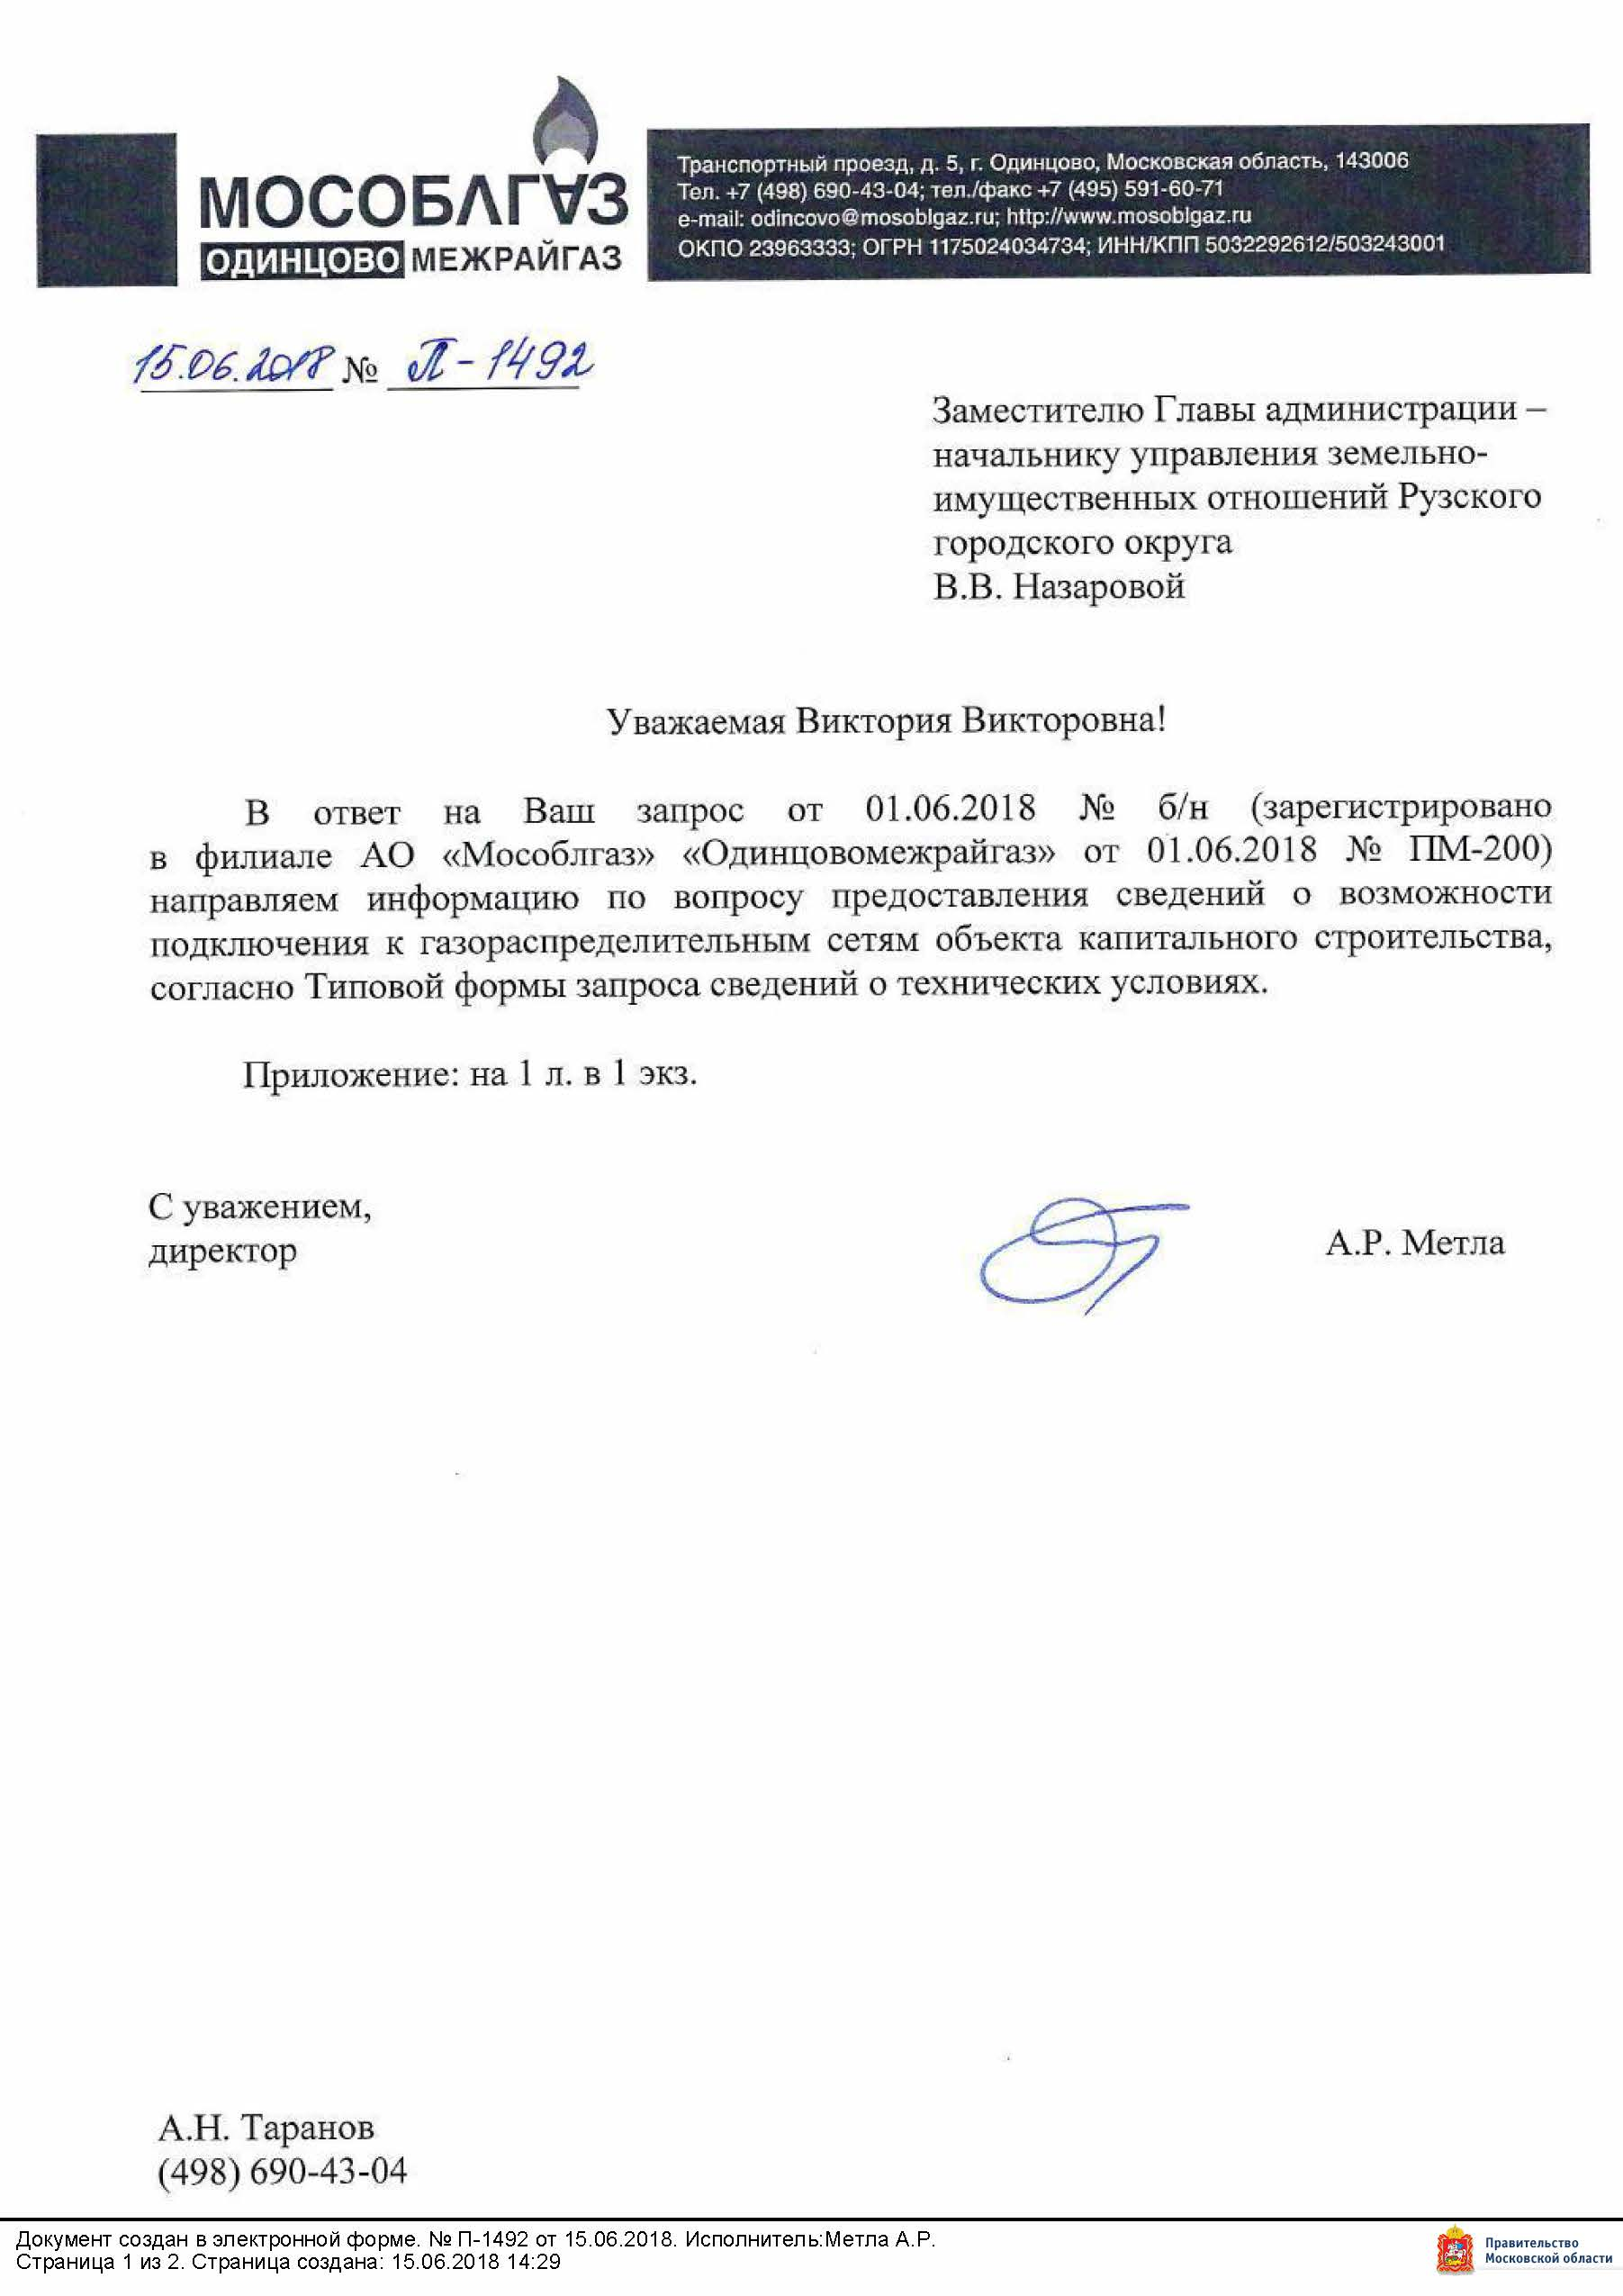 МОСОБЛГАЗ
ОДИНЦОВО МЕЖРАЙГАЗ
Транспортный проезд, д. 5, г. Одинцово, Московская область, 143006
Тел. +7 (498) 690-43-04; тел./факс +7 (495) 591-60-71
e-mail: odincovo@mosoblgaz.ru; http://www.mosoblgaz.ru
ОКПО 23963333; ОГРН 1175024034734; ИНН/КПП 5032292612/503243001
15.06.2018 № П-1492
Заместителю Главы администрации –
начальнику управления земельно-
имущественных отношений Рузского
городского округа
В.В. Назаровой
Уважаемая Виктория Викторовна!
В ответ на Ваш запрос от 01.06.2018 № б/н (зарегистрировано
в филиале АО «Мособлгаз» «Одинцовомежрайгаз» от 01.06.2018 № ПМ-200)
направляем информацию по вопросу предоставления сведений о возможности
подключения к газораспределительным сетям объекта капитального строительства,
согласно Типовой формы запроса сведений о технических условиях.
Приложение: на 1 л. в 1 экз.
С уважением,
директор
А.Р. Метла
А.Н. Таранов
(498) 690-43-04
Документ создан в электронной форме. № П-1492 от 15.06.2018. Исполнитель:Метла А.Р.
Страница 1 из 2. Страница создана: 15.06.2018 14:29
Правительство
Московской области